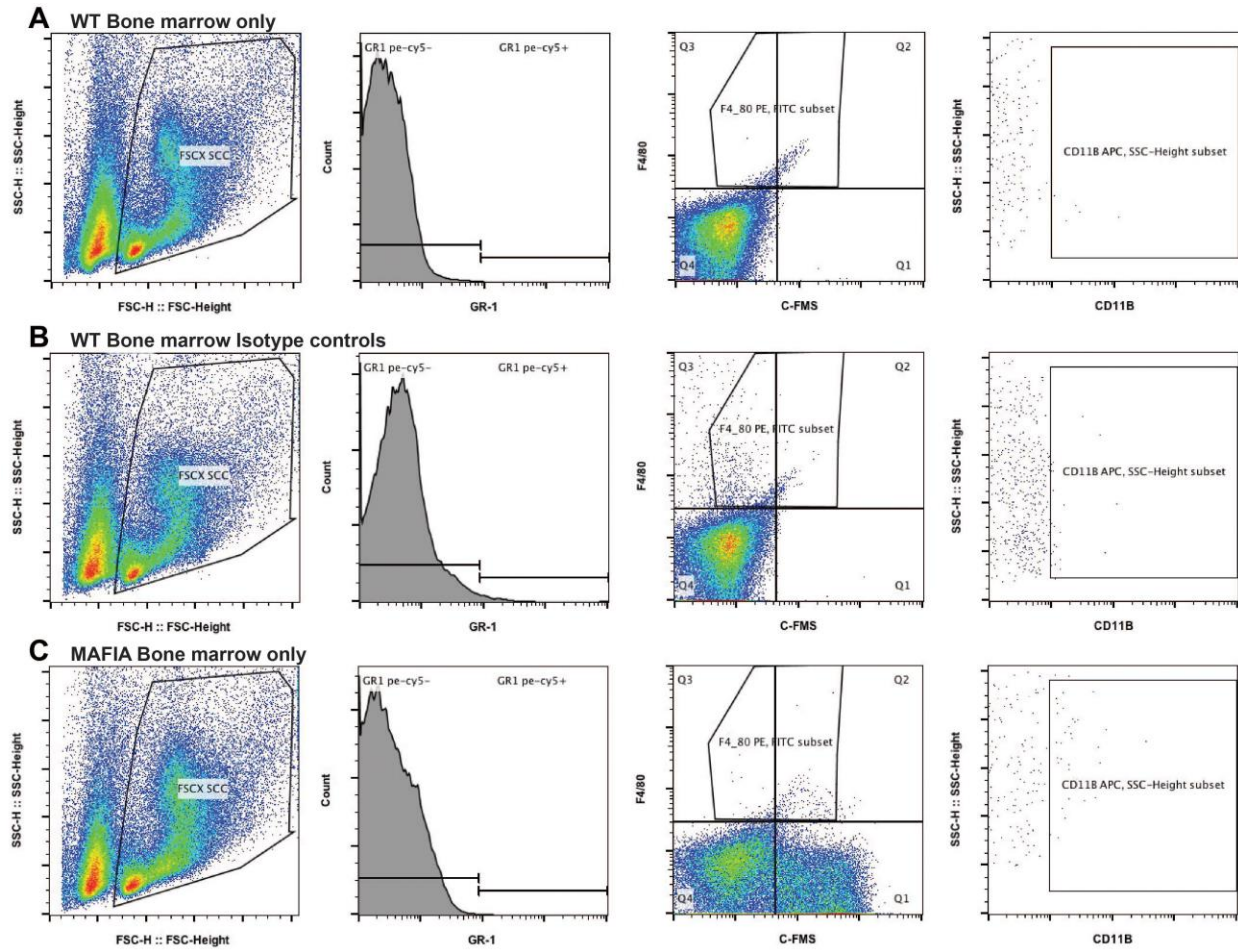 A WT Bone marrow only
SSC-H :: SSC-Height
FSCX SCC
FSC-H :: FSC-Height
Count
GR1 pe-cy5-
GR1 pe-cy5+
GR-1
F4/80
Q3
Q2
F4_80 PE, FITC subset
Q4
Q1
C-FMS
SSC-H :: SSC-Height
CD11B APC, SSC-Height subset
CD11B
B WT Bone marrow Isotype controls
SSC-H :: SSC-Height
FSCX SCC
FSC-H :: FSC-Height
Count
GR1 pe-cy5-
GR1 pe-cy5+
GR-1
F4/80
Q3
Q2
F4_80 PE, FITC subset
Q4
Q1
C-FMS
SSC-H :: SSC-Height
CD11B APC, SSC-Height subset
CD11B
C MAFIA Bone marrow only
SSC-H :: SSC-Height
FSCX SCC
FSC-H :: FSC-Height
Count
GR1 pe-cy5-
GR1 pe-cy5+
GR-1
F4/80
Q3
Q2
F4_80 PE, FITC subset
Q4
Q1
C-FMS
SSC-H :: SSC-Height
CD11B APC, SSC-Height subset
CD11B